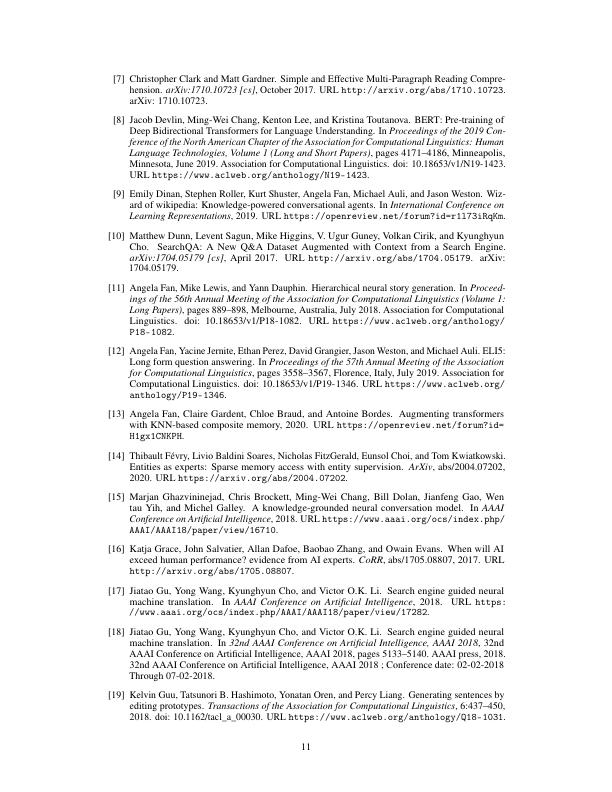 [7] Christopher Clark and Matt Gardner. Simple and Effective Multi-Paragraph Reading Compre-
hension. arXiv:1710.10723 [cs], October 2017. URL http://arxiv.org/abs/1710.10723.
arXiv: 1710.10723.
[8] Jacob Devlin, Ming-Wei Chang, Kenton Lee, and Kristina Toutanova. BERT: Pre-training of
Deep Bidirectional Transformers for Language Understanding. In Proceedings of the 2019 Con-
ference of the North American Chapter of the Association for Computational Linguistics: Human
Language Technologies, Volume 1 (Long and Short Papers), pages 4171–4186, Minneapolis,
Minnesota, June 2019. Association for Computational Linguistics. doi: 10.18653/v1/N19-1423.
URL https://www.aclweb.org/anthology/N19-1423.
[9] Emily Dinan, Stephen Roller, Kurt Shuster, Angela Fan, Michael Auli, and Jason Weston. Wiz-
ard of wikipedia: Knowledge-powered conversational agents. In International Conference on
Learning Representations, 2019. URL https://openreview.net/forum?id=r1l73iRqKm.
[10] Matthew Dunn, Levent Sagun, Mike Higgins, V. Ugur Guney, Volkan Cirik, and Kyunghyun
Cho. SearchQA: A New Q&A Dataset Augmented with Context from a Search Engine.
arXiv:1704.05179 [cs], April 2017. URL http://arxiv.org/abs/1704.05179. arXiv:
1704.05179.
[11] Angela Fan, Mike Lewis, and Yann Dauphin. Hierarchical neural story generation. In Proceed-
ings of the 56th Annual Meeting of the Association for Computational Linguistics (Volume 1:
Long Papers), pages 889–898, Melbourne, Australia, July 2018. Association for Computational
Linguistics. doi: 10.18653/v1/P18-1082. URL https://www.aclweb.org/anthology/
P18-1082.
[12] Angela Fan, Yacine Jernite, Ethan Perez, David Grangier, Jason Weston, and Michael Auli. ELI5:
Long form question answering. In Proceedings of the 57th Annual Meeting of the Association
for Computational Linguistics, pages 3558–3567, Florence, Italy, July 2019. Association for
Computational Linguistics. doi: 10.18653/v1/P19-1346. URL https://www.aclweb.org/
anthology/P19-1346.
[13] Angela Fan, Claire Gardent, Chloe Braud, and Antoine Bordes. Augmenting transformers
with KNN-based composite memory, 2020. URL https://openreview.net/forum?id=
H1gx1CNKPH.
[14] Thibault Févry, Livio Baldini Soares, Nicholas FitzGerald, Eunsol Choi, and Tom Kwiatkowski.
Entities as experts: Sparse memory access with entity supervision. ArXiv, abs/2004.07202,
2020. URL https://arxiv.org/abs/2004.07202.
[15] Marjan Ghazvininejad, Chris Brockett, Ming-Wei Chang, Bill Dolan, Jianfeng Gao, Wen
tau Yih, and Michel Galley. A knowledge-grounded neural conversation model. In AAAI
Conference on Artificial Intelligence, 2018. URL https://www.aaai.org/ocs/index.php/
AAAI/AAAI18/paper/view/16710.
[16] Katja Grace, John Salvatier, Allan Dafoe, Baobao Zhang, and Owain Evans. When will AI
exceed human performance? evidence from AI experts. CoRR, abs/1705.08807, 2017. URL
http://arxiv.org/abs/1705.08807.
[17] Jiatao Gu, Yong Wang, Kyunghyun Cho, and Victor O.K. Li. Search engine guided neural
machine translation. In AAAI Conference on Artificial Intelligence, 2018. URL https:
//www.aaai.org/ocs/index.php/AAAI/AAAI18/paper/view/17282.
[18] Jiatao Gu, Yong Wang, Kyunghyun Cho, and Victor O.K. Li. Search engine guided neural
machine translation. In 32nd AAAI Conference on Artificial Intelligence, AAAI 2018, 32nd
AAAI Conference on Artificial Intelligence, AAAI 2018, pages 5133–5140. AAAI press, 2018.
32nd AAAI Conference on Artificial Intelligence, AAAI 2018 ; Conference date: 02-02-2018
Through 07-02-2018.
[19] Kelvin Guu, Tatsunori B. Hashimoto, Yonatan Oren, and Percy Liang. Generating sentences by
editing prototypes. Transactions of the Association for Computational Linguistics, 6:437–450,
2018. doi: 10.1162/tacl_a_00030. URL https://www.aclweb.org/anthology/Q18-1031.
11